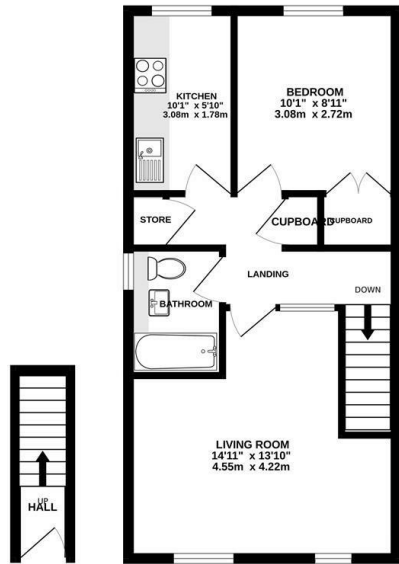 KITCHEN
10'1" x 5'10"
3.08m x 1.78m
BEDROOM
10'1" x 8'11"
3.08m x 2.72m
STORE
CUPBOARD
CUPBOARD
LANDING
DOWN
BATHROOM
LIVING ROOM
14'11" x 13'10"
4.55m x 4.22m
UP
HALL